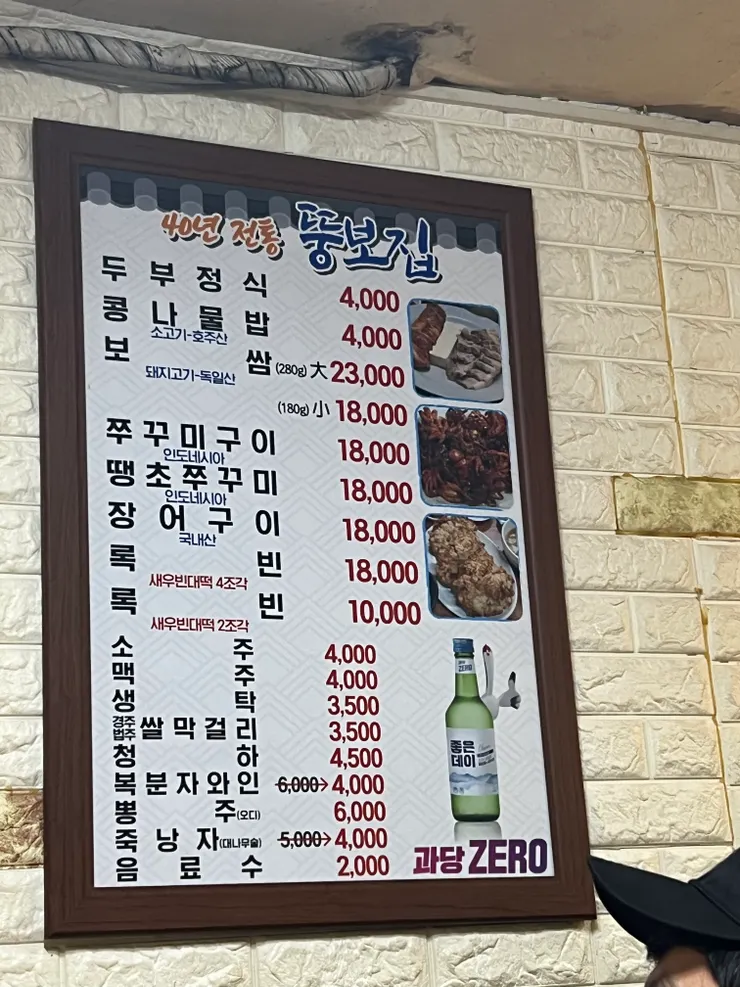 40년 전통 뚱보집
두부정식 4,000
콩나물밥 4,000
소고기-호주산
보쌈 (280g) 大 23,000
돼지고기-독일산
(180g) 小 18,000
쭈꾸미구이 18,000
인도네시아
땡초쭈꾸미 18,000
인도네시아
장어구이 18,000
국내산
록빈 18,000
새우빈대떡 4조각
록빈 10,000
새우빈대떡 2조각
소주 4,000
맥주 4,000
생탁 3,500
경주법주 쌀막걸리 3,500
청하 4,500
복분자와인 6,000→4,000
뽕주(오디) 6,000
죽낭자(대나무술) 5,000→4,000
음료수 2,000
ZERO
좋은데이
과당 ZERO